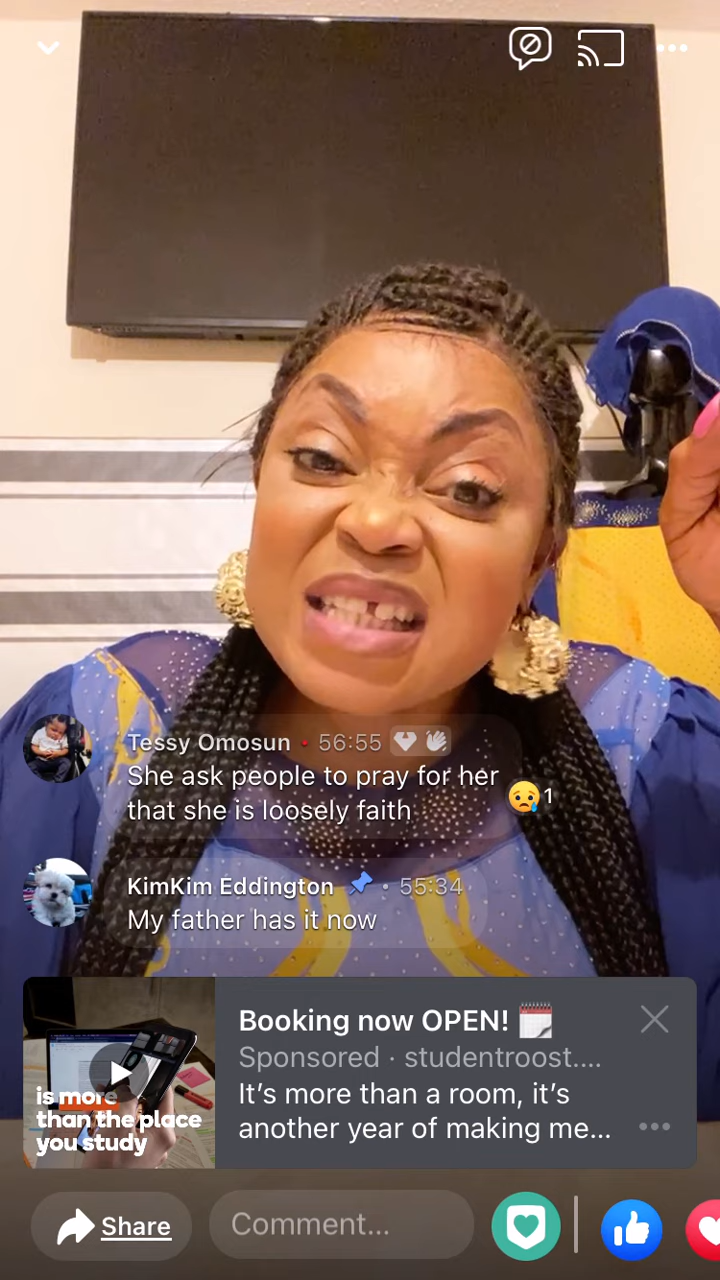 Tessy Omosun • 56:55
She ask people to pray for her
that she is loosely faith
1
KimKim Eddington • 55:34
My father has it now
is more
than the place
you study
Booking now OPEN!
Sponsored · studentroost....
It’s more than a room, it’s
another year of making me...
Share
Comment...